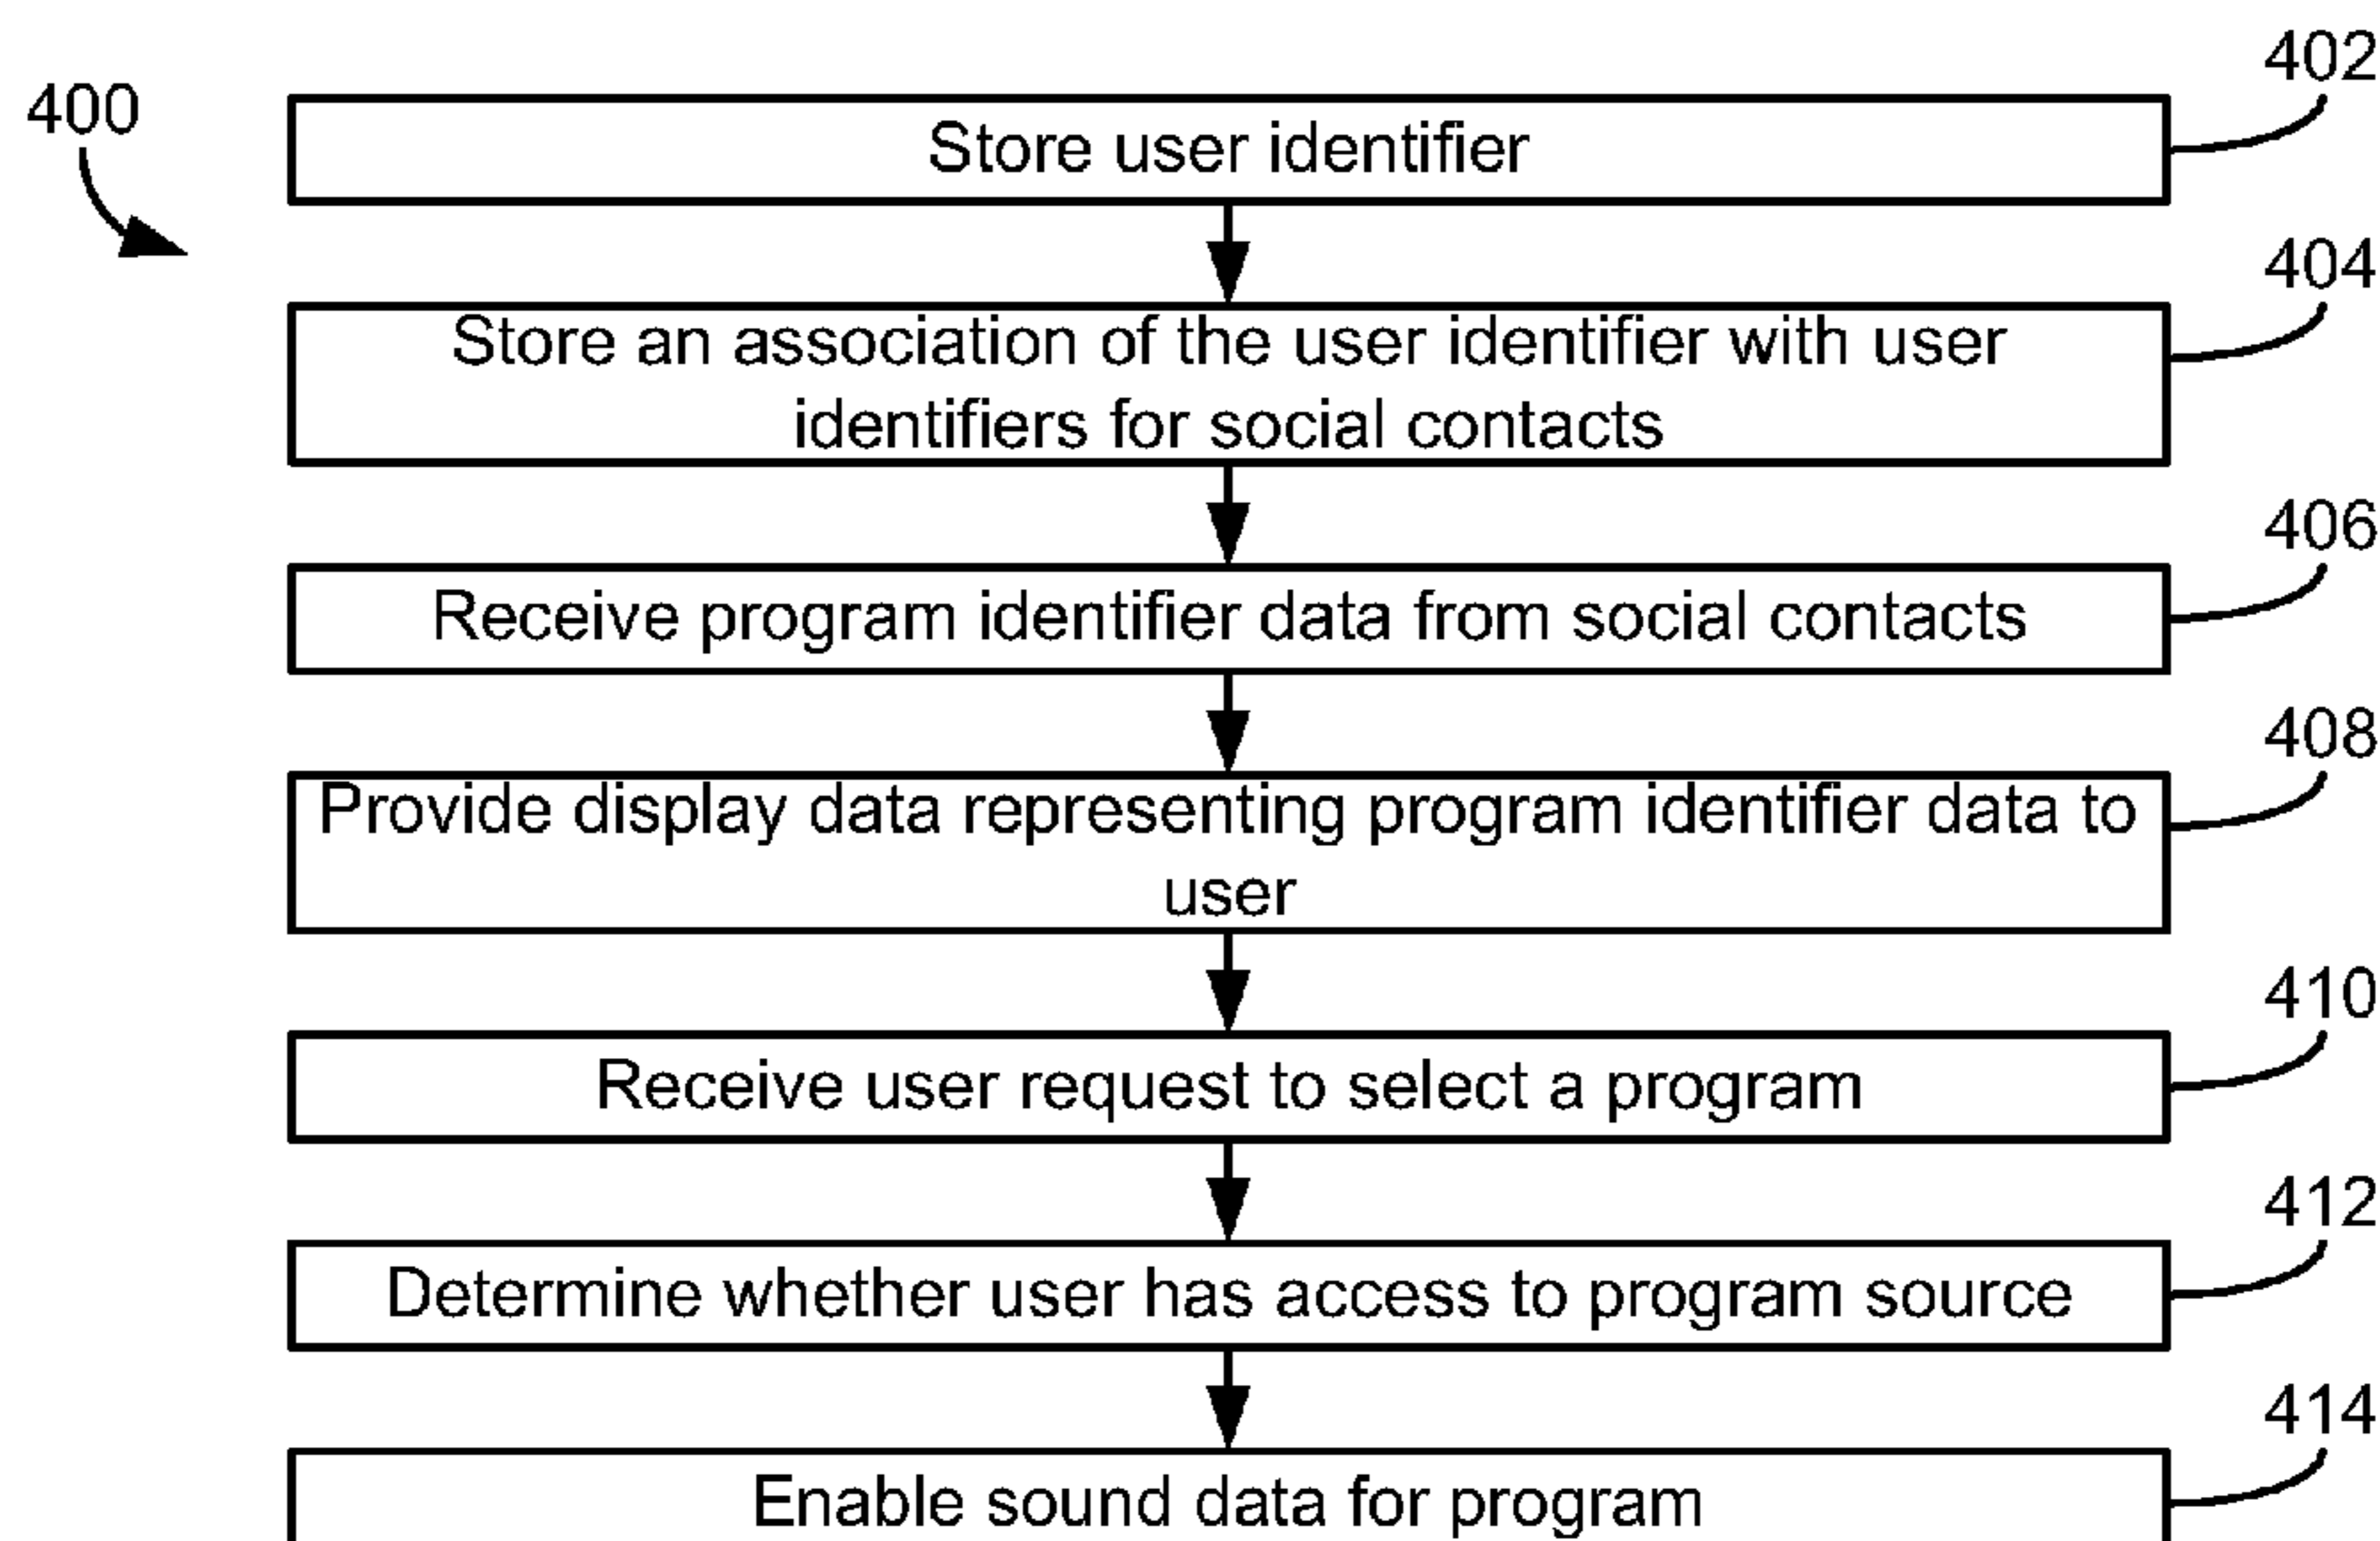 402
400
Store user identifier
404
Store an association of the user identifier with user
identifiers for social contacts
406
Receive program identifier data from social contacts
408
Provide display data representing program identifier data to
user
410
Receive user request to select a program
412
Determine whether user has access to program source
414
Enable sound data for program